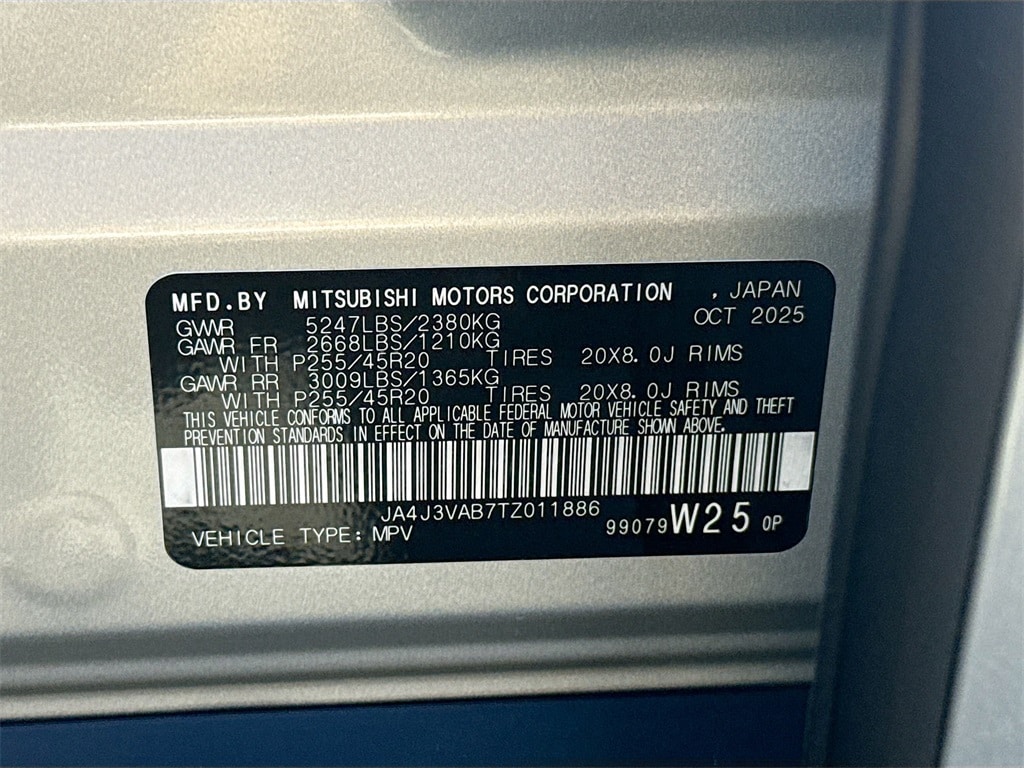 MFD.BY MITSUBISHI MOTORS CORPORATION , JAPAN
GVWR 5247LBS/2380KG OCT 2025
GAWR FR 2668LBS/1210KG
WITH P255/45R20 TIRES 20X8.0J RIMS
GAWR RR 3009LBS/1365KG
WITH P255/45R20 TIRES 20X8.0J RIMS
THIS VEHICLE CONFORMS TO ALL APPLICABLE FEDERAL MOTOR VEHICLE SAFETY AND THEFT
PREVENTION STANDARDS IN EFFECT ON THE DATE OF MANUFACTURE SHOWN ABOVE.
JA4J3VAB7TZ011886
VEHICLE TYPE: MPV 99079 W25 0P